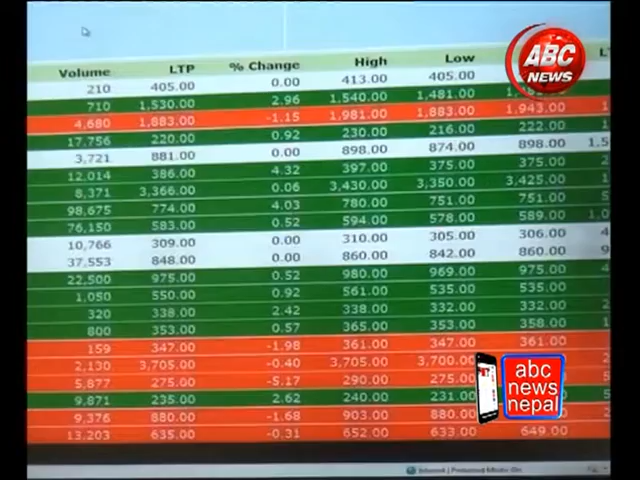 ABC
NEWS
Volume LTP % Change High Low
210 405.00 0.00 413.00 405.00
710 1,530.00 2.96 1,540.00 1,481.00
4,680 1,883.00 -1.15 1,981.00 1,883.00 1,943.00
17,756 220.00 0.92 230.00 216.00 222.00
3,721 881.00 0.00 898.00 874.00 898.00
12,014 386.00 4.32 397.00 375.00 375.00
8,371 3,366.00 0.06 3,430.00 3,350.00 3,425.00
98,675 774.00 4.03 780.00 751.00 751.00
76,150 583.00 0.52 594.00 578.00 589.00
10,766 309.00 0.00 310.00 305.00 306.00
37,553 848.00 0.00 860.00 842.00 860.00
22,500 975.00 0.52 980.00 969.00 975.00
1,050 550.00 0.92 561.00 535.00 535.00
320 338.00 2.42 338.00 332.00 332.00
800 353.00 0.57 365.00 353.00 358.00
159 347.00 -1.98 361.00 347.00 361.00
2,130 3,705.00 -0.40 3,705.00 3,700.00
5,877 275.00 -5.17 290.00 275.00
9,871 235.00 2.62 240.00 231.00
9,376 880.00 -1.68 903.00 880.00
13,203 635.00 -0.31 652.00 633.00 649.00
abc
news
nepal
Internet | Protected Mode: On